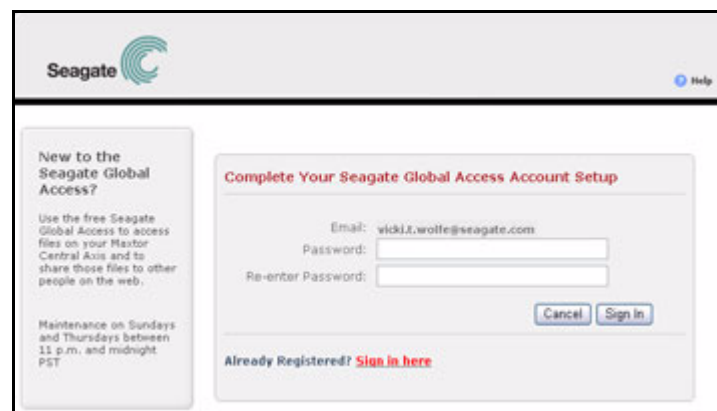 Seagate
Help
New to the
Seagate Global
Access?
Use the free Seagate
Global Access to access
files on your Maxtor
Central Axis and to
share those files to other
people on the web.
Maintenance on Sundays
and Thursdays between
11 p.m. and midnight
PST
Complete Your Seagate Global Access Account Setup
Email: vicki.t.wolfe@seagate.com
Password:
Re-enter Password:
Cancel Sign In
Already Registered? Sign in here